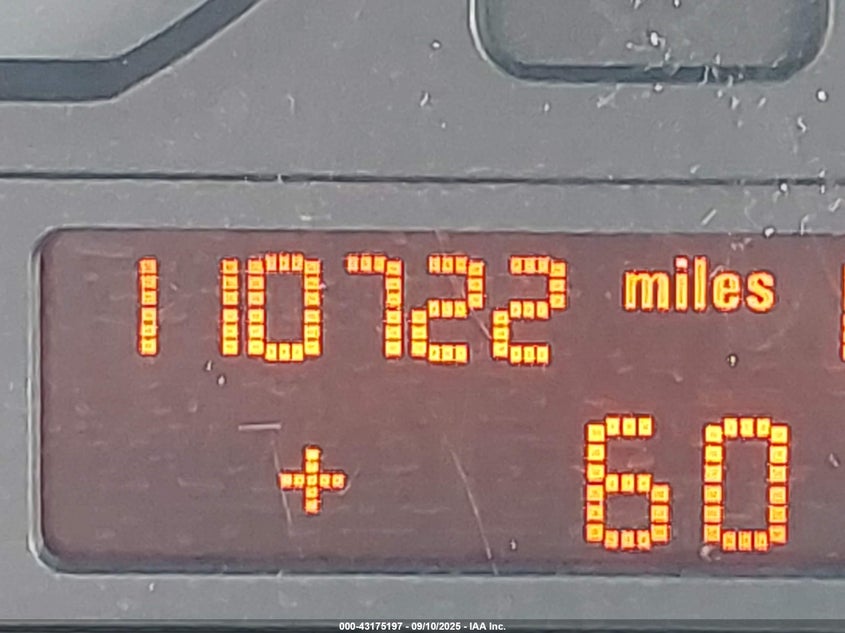 110722 miles
+ 60
000-43175197 - 09/10/2025 - IAA Inc.